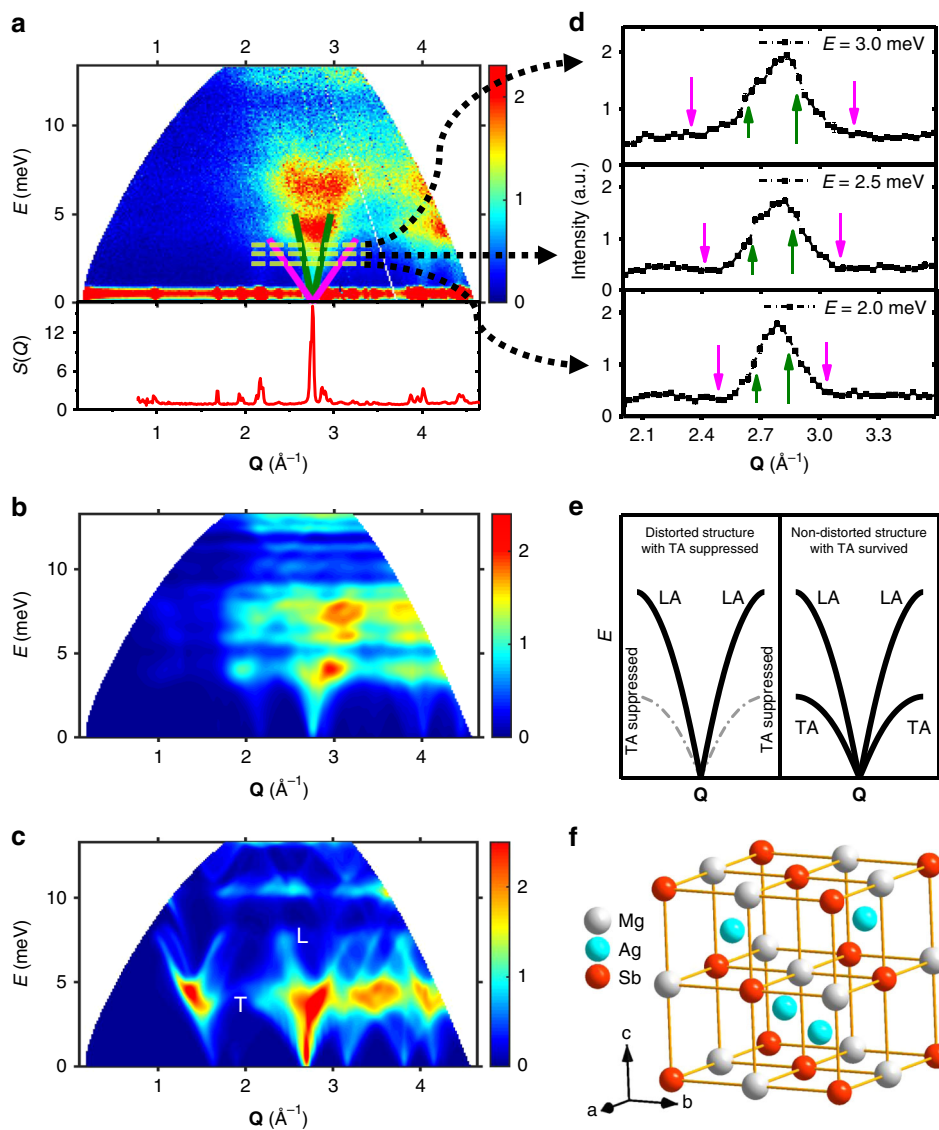 a
1 2 3 4
10
5
0
E (meV)
2
1
0
12
6
0
S(Q)
1 2 3 4
Q (Å−1)
d
E = 3.0 meV
2
1
0
E = 2.5 meV
2
1
0
Intensity (a.u.)
E = 2.0 meV
2
1
0
2.1 2.4 2.7 3.0 3.3
Q (Å−1)
b
10
5
0
E (meV)
2
1
0
1 2 3 4
Q (Å−1)
e
Distorted structure
with TA suppressed
Non-distorted structure
with TA survived
LA LA LA LA
E
TA suppressed
TA suppressed
TA TA
Q
c
10
5
0
E (meV)
L
T
2
1
0
1 2 3 4
Q (Å−1)
f
Mg
Ag
Sb
c
a b